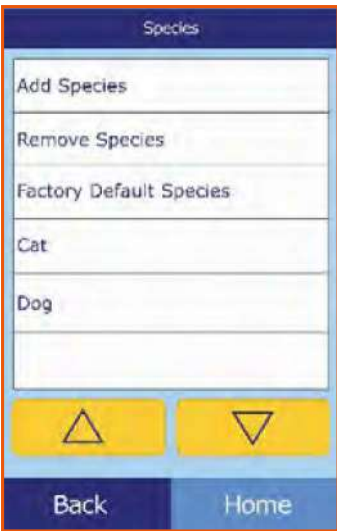 Species
Add Species
Remove Species
Factory Default Species
Cat
Dog
Back Home